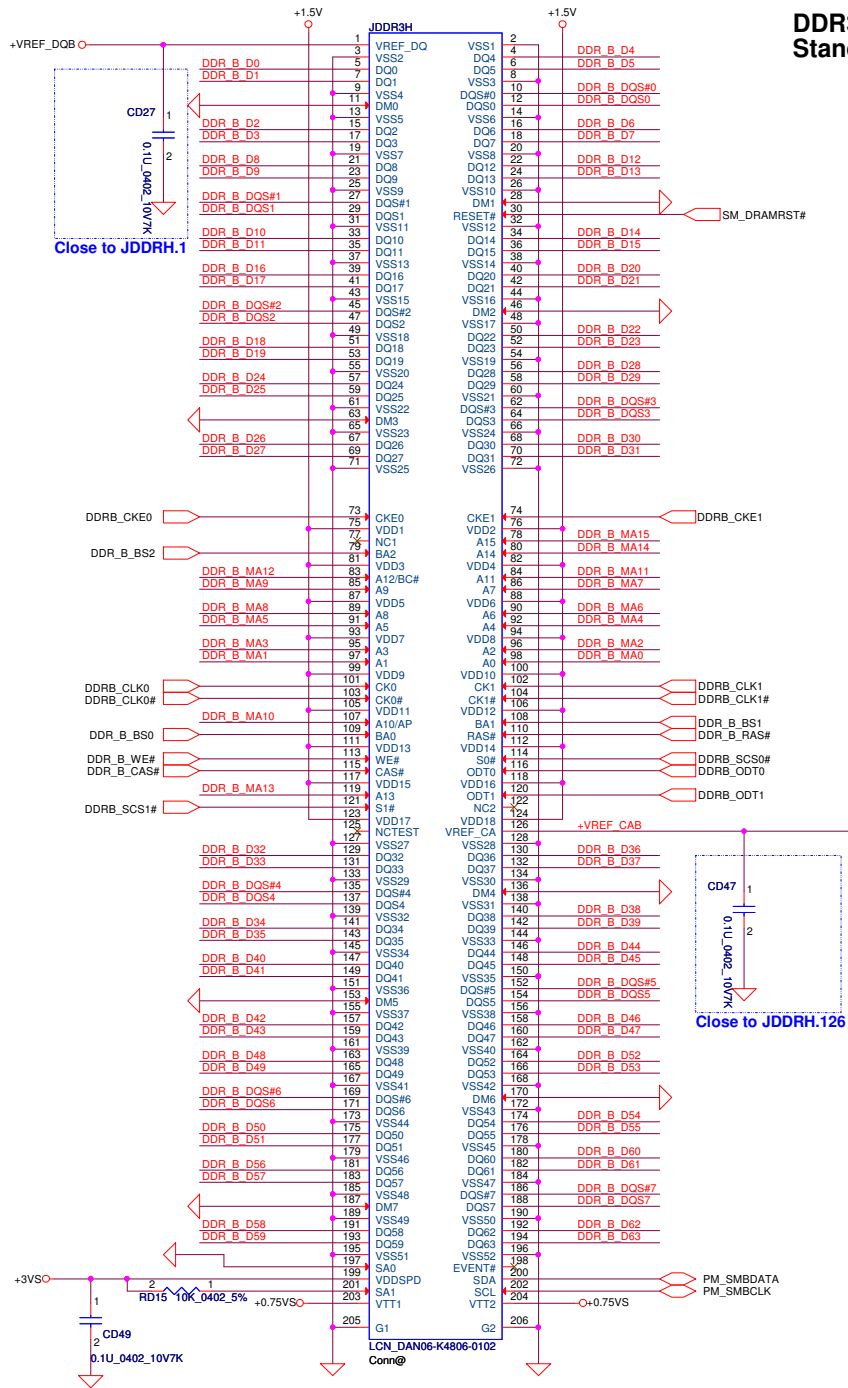 DDR3
Stan
+1.5V
+1.5V
JDDR3H
+VREF_DQB
1 VREF_DQ VSS1 2
3 VSS2 DQ4 4 DDR_B_D4
DDR_B_D0 5 DQ0 DQ5 6 DDR_B_D5
DDR_B_D1 7 DQ1 VSS3 8
9 VSS4 DQS#0 10 DDR_B_DQS#0
11 DM0 DQS0 12 DDR_B_DQS0
13 VSS5 VSS6 14
DDR_B_D2 15 DQ2 DQ6 16 DDR_B_D6
DDR_B_D3 17 DQ3 DQ7 18 DDR_B_D7
19 VSS7 VSS8 20
DDR_B_D8 21 DQ8 DQ12 22 DDR_B_D12
DDR_B_D9 23 DQ9 DQ13 24 DDR_B_D13
25 VSS9 VSS10 26
DDR_B_DQS#1 27 DQS#1 DM1 28
DDR_B_DQS1 29 DQS1 RESET# 30 SM_DRAMRST#
31 VSS11 VSS12 32
DDR_B_D10 33 DQ10 DQ14 34 DDR_B_D14
DDR_B_D11 35 DQ11 DQ15 36 DDR_B_D15
37 VSS13 VSS14 38
DDR_B_D16 39 DQ16 DQ20 40 DDR_B_D20
DDR_B_D17 41 DQ17 DQ21 42 DDR_B_D21
43 VSS15 VSS16 44
DDR_B_DQS#2 45 DQS#2 DM2 46
DDR_B_DQS2 47 DQS2 VSS17 48
49 VSS18 DQ22 50 DDR_B_D22
DDR_B_D18 51 DQ18 DQ23 52 DDR_B_D23
DDR_B_D19 53 DQ19 VSS19 54
55 VSS20 DQ28 56 DDR_B_D28
DDR_B_D24 57 DQ24 DQ29 58 DDR_B_D29
DDR_B_D25 59 DQ25 VSS21 60
61 VSS22 DQS#3 62 DDR_B_DQS#3
63 DM3 DQS3 64 DDR_B_DQS3
65 VSS23 VSS24 66
DDR_B_D26 67 DQ26 DQ30 68 DDR_B_D30
DDR_B_D27 69 DQ27 DQ31 70 DDR_B_D31
71 VSS25 VSS26 72
DDRB_CKE0 73 CKE0 CKE1 74 DDRB_CKE1
75 VDD1 VDD2 76
77 NC1 A15 78 DDR_B_MA15
DDR_B_BS2 79 BA2 A14 80 DDR_B_MA14
81 VDD3 VDD4 82
DDR_B_MA12 83 A12/BC# A11 84 DDR_B_MA11
DDR_B_MA9 85 A9 A7 86 DDR_B_MA7
87 VDD5 VDD6 88
DDR_B_MA8 89 A8 A6 90 DDR_B_MA6
DDR_B_MA5 91 A5 A4 92 DDR_B_MA4
93 VDD7 VDD8 94
DDR_B_MA3 95 A3 A2 96 DDR_B_MA2
DDR_B_MA1 97 A1 A0 98 DDR_B_MA0
99 VDD9 VDD10 100
DDRB_CLK0 101 CK0 CK1 102 DDRB_CLK1
DDRB_CLK0# 103 CK0# CK1# 104 DDRB_CLK1#
105 VDD11 VDD12 106
DDR_B_MA10 107 A10/AP BA1 108 DDR_B_BS1
DDR_B_BS0 109 BA0 RAS# 110 DDR_B_RAS#
111 VDD13 VDD14 112
DDR_B_WE# 113 WE# S0# 114 DDRB_SCS0#
DDR_B_CAS# 115 CAS# ODT0 116 DDRB_ODT0
117 VDD15 VDD16 118
DDR_B_MA13 119 A13 ODT1 120 DDRB_ODT1
DDRB_SCS1# 121 S1# NC2 122
123 VDD17 VDD18 124
125 NCTEST VREF_CA 126 +VREF_CAB
127 VSS27 VSS28 128
DDR_B_D32 129 DQ32 DQ36 130 DDR_B_D36
DDR_B_D33 131 DQ33 DQ37 132 DDR_B_D37
133 VSS29 VSS30 134
DDR_B_DQS#4 135 DQS#4 DM4 136
DDR_B_DQS4 137 DQS4 VSS31 138
139 VSS32 DQ38 140 DDR_B_D38
DDR_B_D34 141 DQ34 DQ39 142 DDR_B_D39
DDR_B_D35 143 DQ35 VSS33 144
145 VSS34 DQ44 146 DDR_B_D44
DDR_B_D40 147 DQ40 DQ45 148 DDR_B_D45
DDR_B_D41 149 DQ41 VSS35 150
151 VSS36 DQS#5 152 DDR_B_DQS#5
153 DM5 DQS5 154 DDR_B_DQS5
155 VSS37 VSS38 156
DDR_B_D42 157 DQ42 DQ46 158 DDR_B_D46
DDR_B_D43 159 DQ43 DQ47 160 DDR_B_D47
161 VSS39 VSS40 162
DDR_B_D48 163 DQ48 DQ52 164 DDR_B_D52
DDR_B_D49 165 DQ49 DQ53 166 DDR_B_D53
167 VSS41 VSS42 168
DDR_B_DQS#6 169 DQS#6 DM6 170
DDR_B_DQS6 171 DQS6 VSS43 172
173 VSS44 DQ54 174 DDR_B_D54
DDR_B_D50 175 DQ50 DQ55 176 DDR_B_D55
DDR_B_D51 177 DQ51 VSS45 178
179 VSS46 DQ60 180 DDR_B_D60
DDR_B_D56 181 DQ56 DQ61 182 DDR_B_D61
DDR_B_D57 183 DQ57 VSS47 184
185 VSS48 DQS#7 186 DDR_B_DQS#7
187 DM7 DQS7 188 DDR_B_DQS7
189 VSS49 VSS50 190
DDR_B_D58 191 DQ58 DQ62 192 DDR_B_D62
DDR_B_D59 193 DQ59 DQ63 194 DDR_B_D63
195 VSS51 VSS52 196
197 SA0 EVENT# 198
+3VS 199 VDDSPD SDA 200 PM_SMBDATA
201 SA1 SCL 202 PM_SMBCLK
+0.75VS 203 VTT1 VTT2 204 +0.75VS
205 G1 G2 206
LCN_DAN06-K4806-0102
Conn@
CD27
1
2
0.1U_0402_10V7K
Close to JDDRH.1
CD47
1
2
0.1U_0402_10V7K
Close to JDDRH.126
2 1
RD15 10K_0402_5%
1
CD49
2
0.1U_0402_10V7K